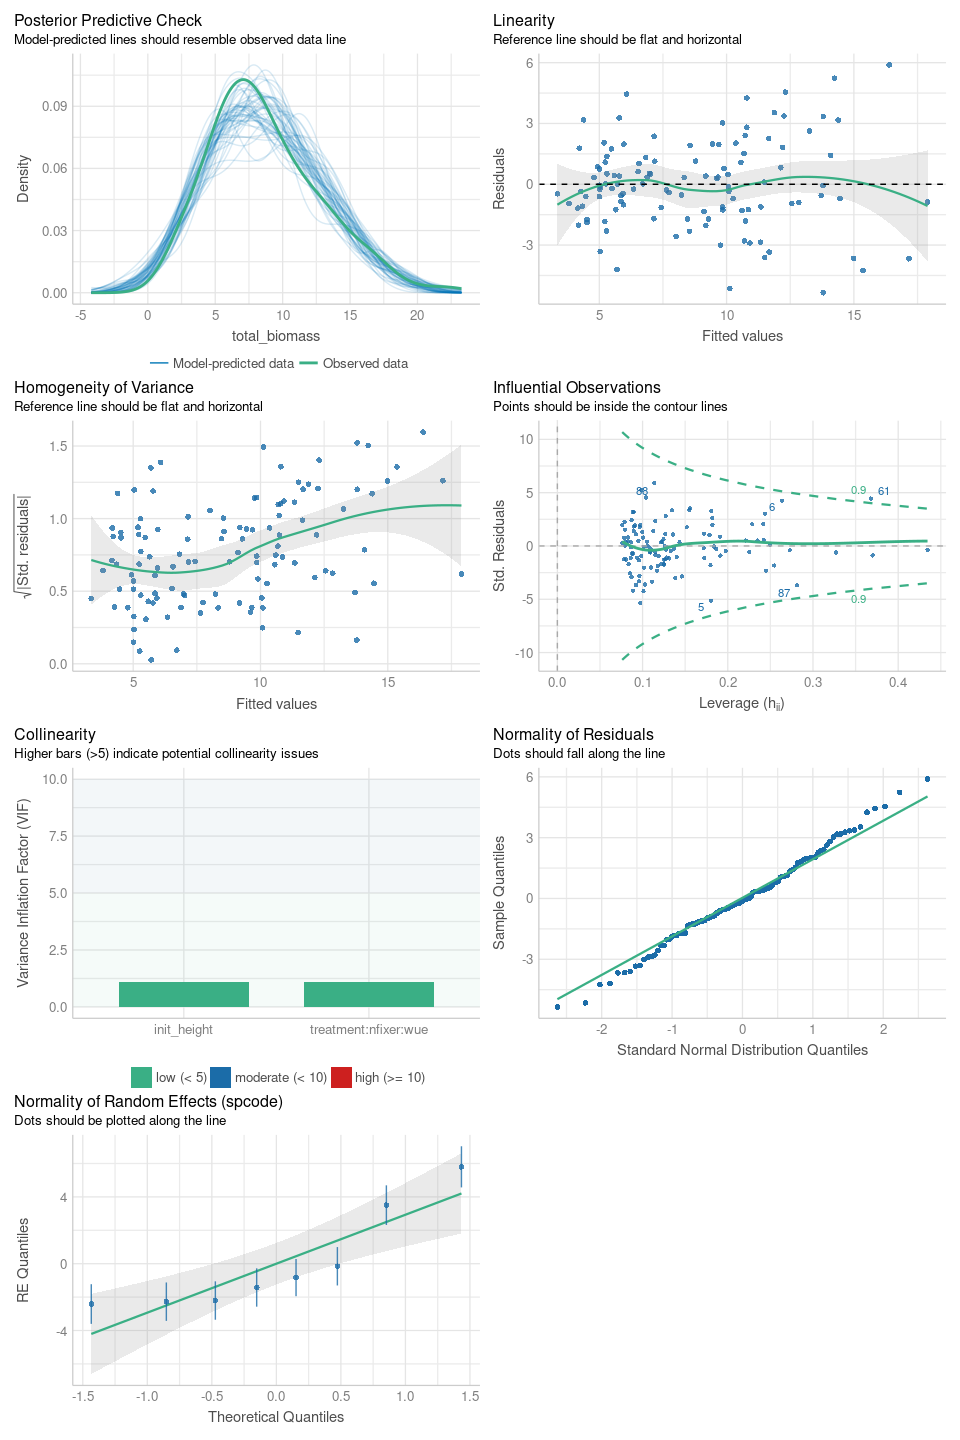 Posterior Predictive Check
Model-predicted lines should resemble observed data line
Density
0.09
0.06
0.03
0.00
-5
0
5
10
15
20
total_biomass
Model-predicted data
Observed data
Linearity
Reference line should be flat and horizontal
Residuals
6
3
0
-3
5
10
15
Fitted values
Homogeneity of Variance
Reference line should be flat and horizontal
√|Std. residuals|
1.5
1.0
0.5
0.0
5
10
15
Fitted values
Influential Observations
Points should be inside the contour lines
Std. Residuals
10
5
0
-5
-10
0.9
61
6
5
87
0.9
0.0
0.1
0.2
0.3
0.4
Leverage (hii)
Collinearity
Higher bars (>5) indicate potential collinearity issues
Variance Inflation Factor (VIF)
10.0
7.5
5.0
2.5
0.0
init_height
treatment:nfixer:wue
low (< 5)
moderate (< 10)
high (>= 10)
Normality of Residuals
Dots should fall along the line
Sample Quantiles
6
3
0
-3
-2
-1
0
1
2
Standard Normal Distribution Quantiles
Normality of Random Effects (spcode)
Dots should be plotted along the line
RE Quantiles
4
0
-4
-1.5
-1.0
-0.5
0.0
0.5
1.0
1.5
Theoretical Quantiles